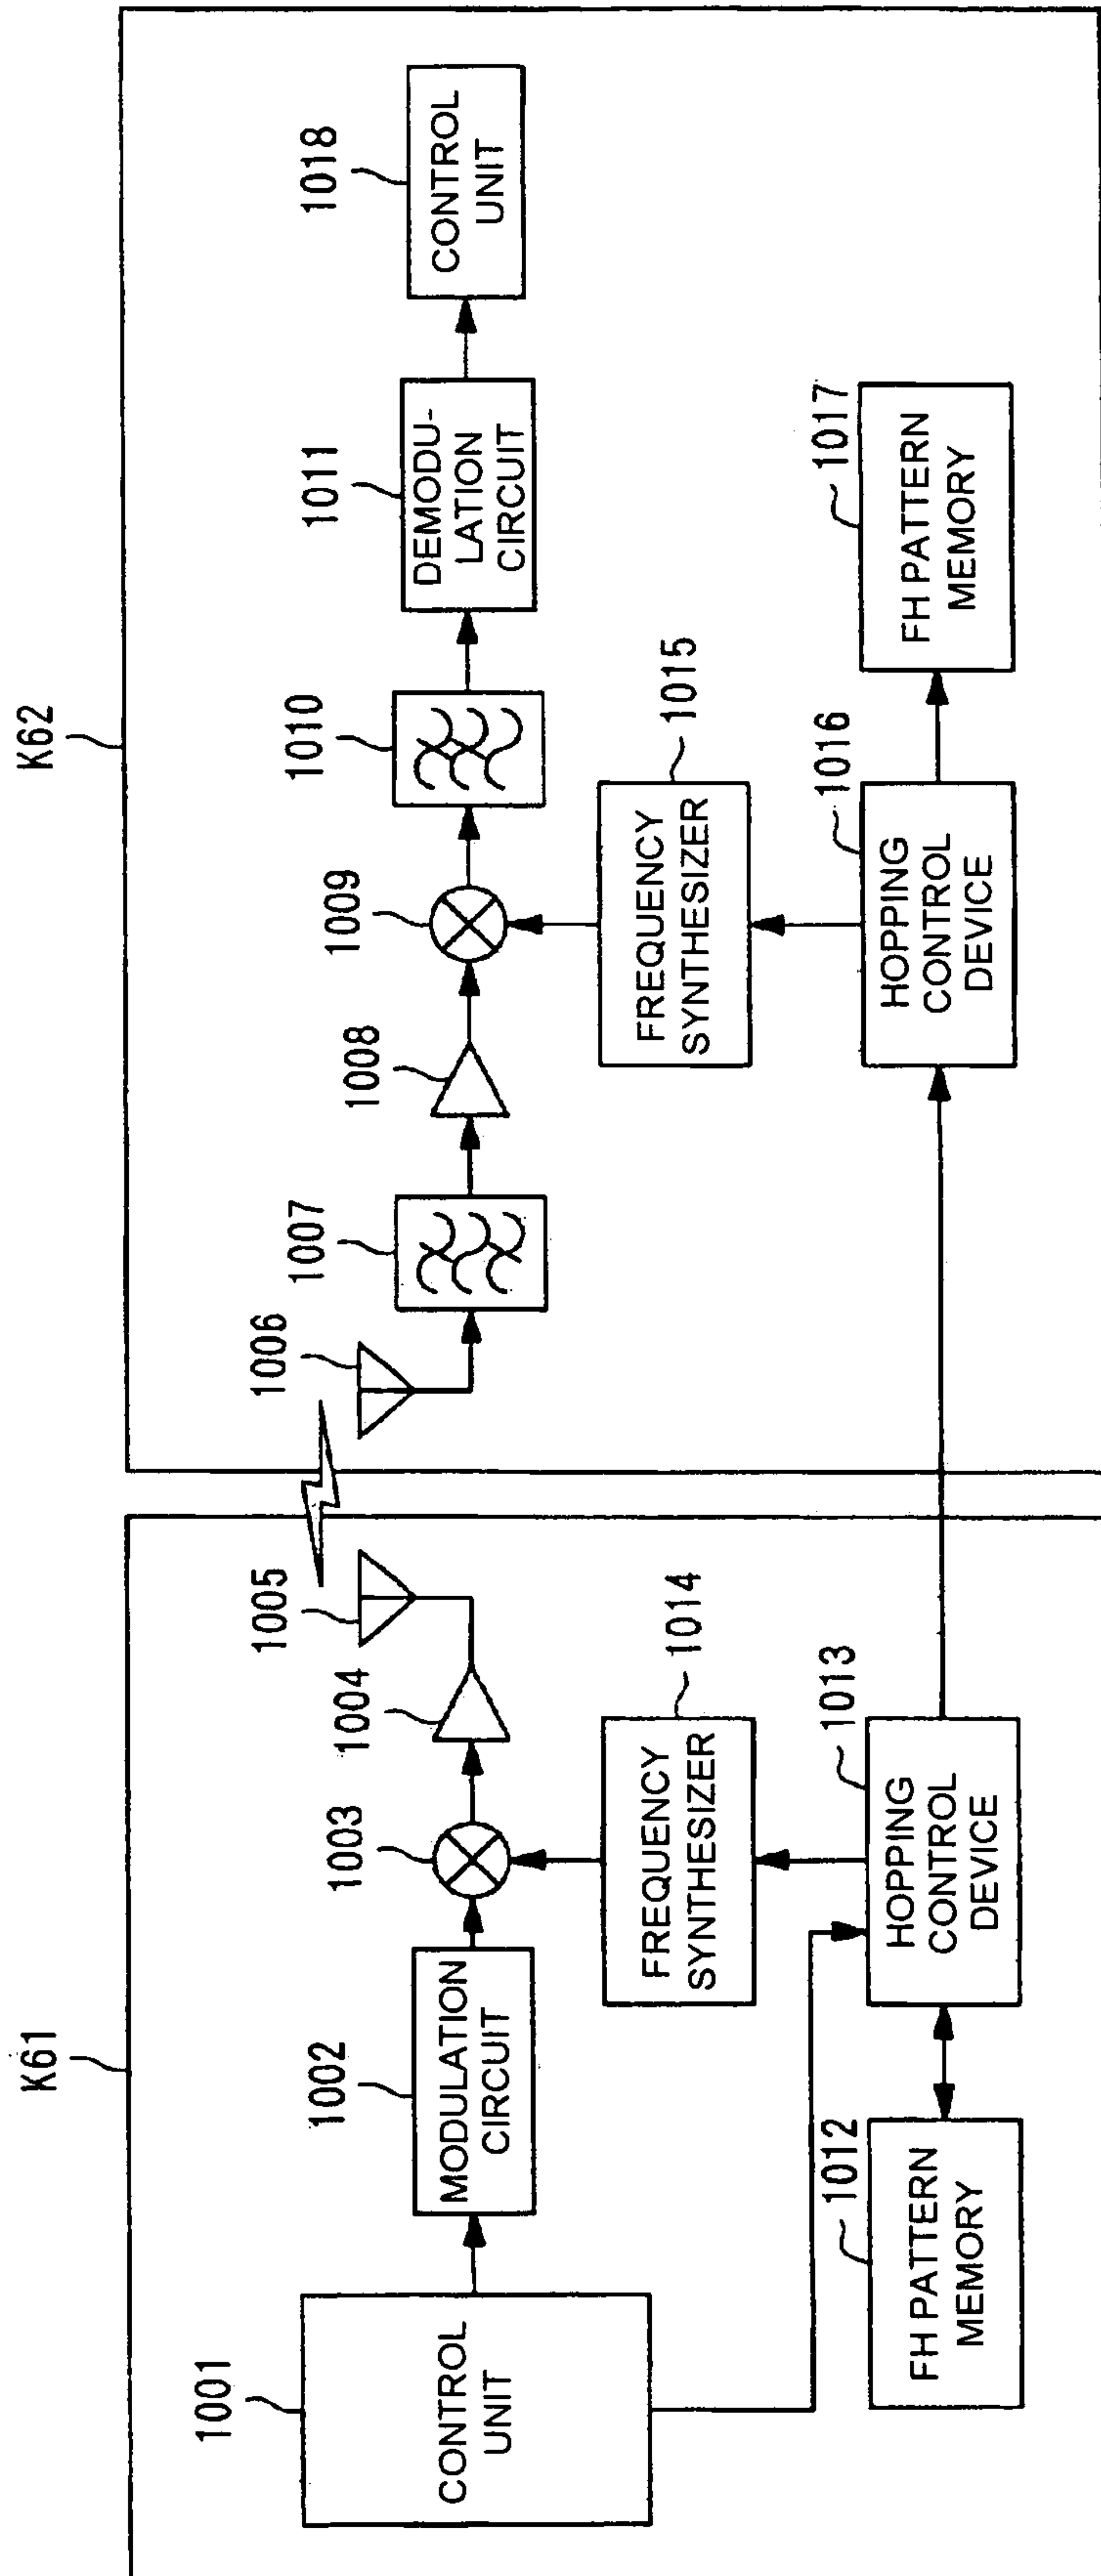 K61
K62
1001
CONTROL
UNIT
1002
MODULATION
CIRCUIT
1003
1004
1005
1006
1007
1008
1009
1010
1011
DEMODU-
LATION
CIRCUIT
1018
CONTROL
UNIT
1014
FREQUENCY
SYNTHESIZER
1015
FREQUENCY
SYNTHESIZER
1012
FH PATTERN
MEMORY
1013
HOPPING
CONTROL
DEVICE
1016
HOPPING
CONTROL
DEVICE
1017
FH PATTERN
MEMORY